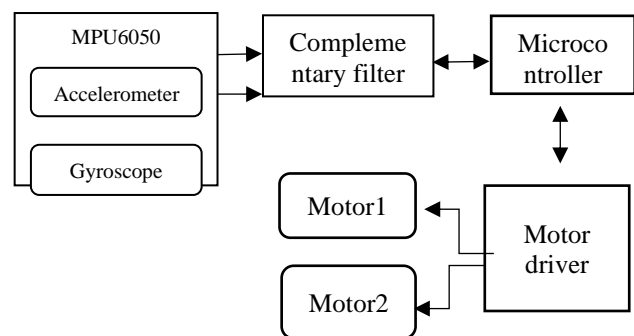 MPU6050
Accelerometer
Gyroscope
Compleme
ntary filter
Microco
ntroller
Motor1
Motor2
Motor
driver